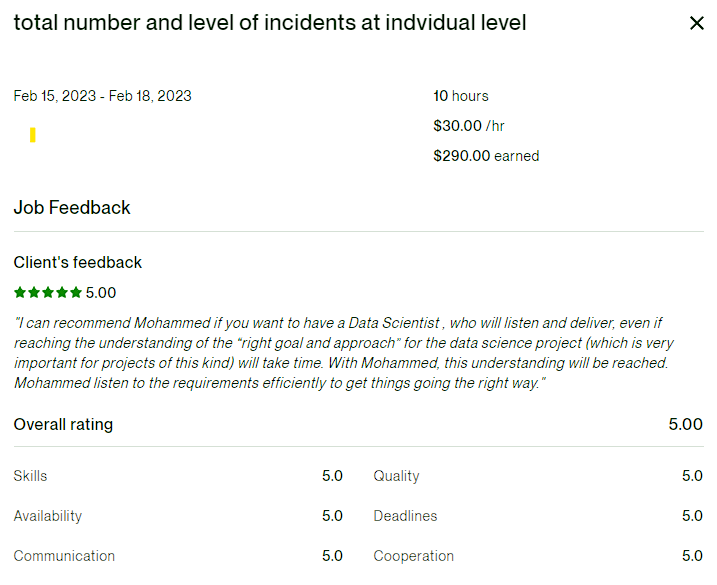 total number and level of incidents at indvidual level
Feb 15, 2023 - Feb 18, 2023
10 hours
$30.00 /hr
$290.00 earned
Job Feedback
Client's feedback
5.00
"I can recommend Mohammed if you want to have a Data Scientist , who will listen and deliver, even if
reaching the understanding of the “right goal and approach” for the data science project (which is very
important for projects of this kind) will take time. With Mohammed, this understanding will be reached.
Mohammed listen to the requirements efficiently to get things going the right way."
Overall rating 5.00
Skills 5.0 Quality 5.0
Availability 5.0 Deadlines 5.0
Communication 5.0 Cooperation 5.0